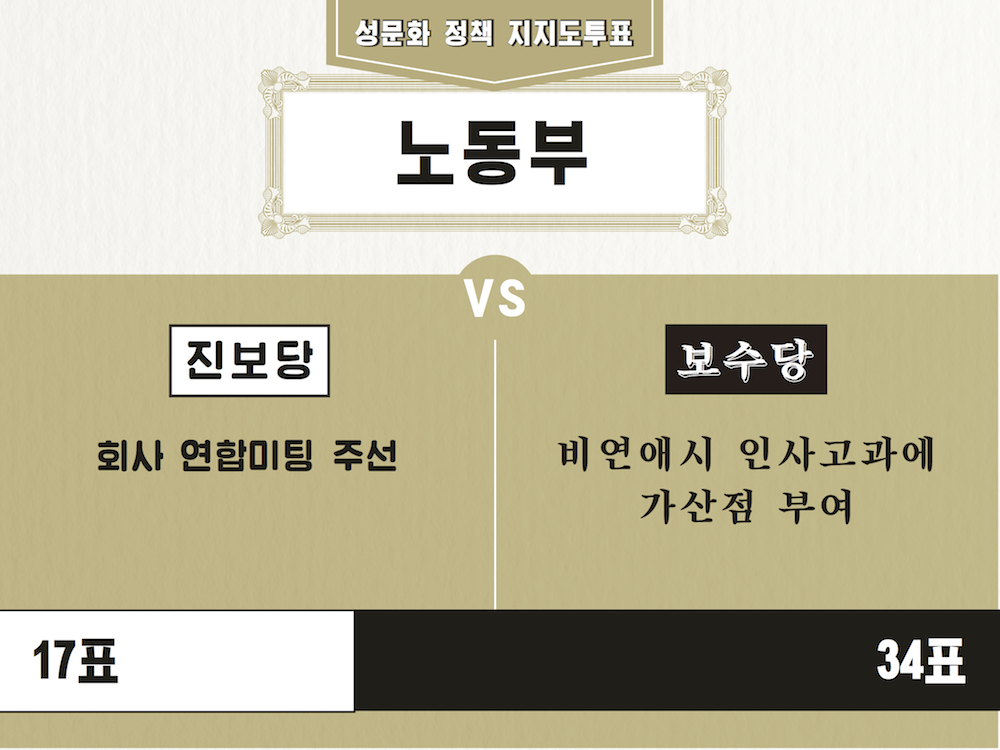 성문화 정책 지지도투표
노동부
VS
진보당
보수당
회사 연합미팅 주선
비연애시 인사고과에
가산점 부여
17표
34표